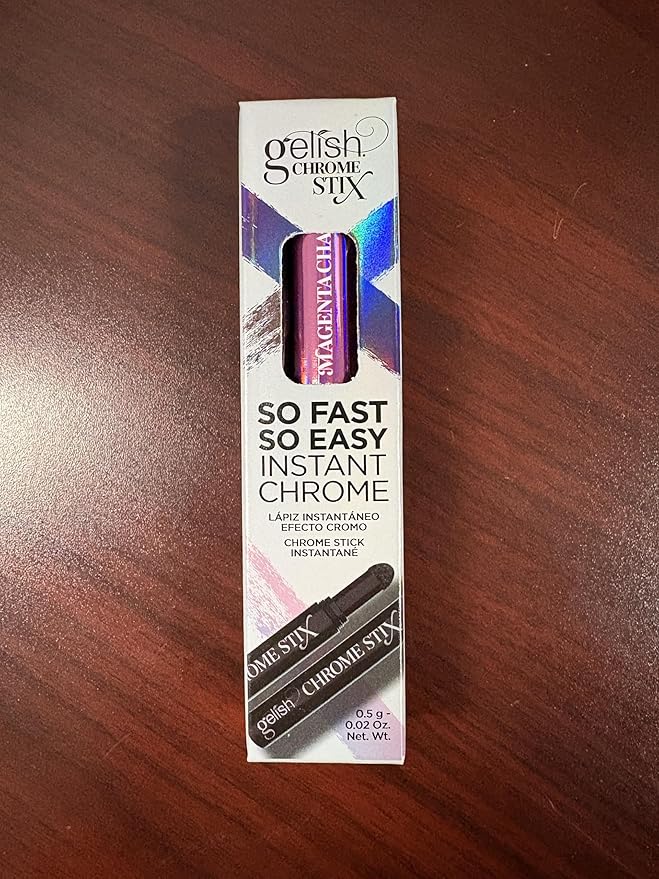 gelish
CHROME
STIX
MAGENTA CHA
SO FAST
SO EASY
INSTANT
CHROME
LÁPIZ INSTANTÁNEO
EFECTO CROMO
CHROME STICK
INSTANTANÉ
OME STIX
gelish CHROME STIX
0.5 g -
0.02 Oz.
Net. Wt.